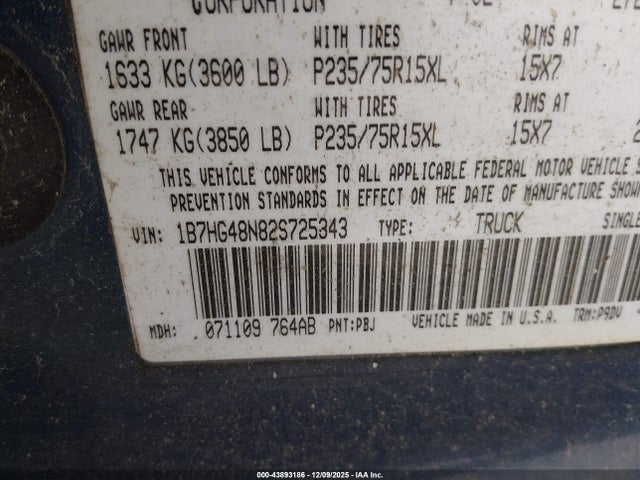 CORPORATION
GAWR FRONT WITH TIRES RIMS AT
1633 KG(3600 LB) P235/75R15XL 15X7
GAWR REAR WITH TIRES RIMS AT
1747 KG(3850 LB) P235/75R15XL 15X7
THIS VEHICLE CONFORMS TO ALL APPLICABLE FEDERAL MOTOR VEHICLE
PREVENTION STANDARDS IN EFFECT ON THE DATE OF MANUFACTURE SHOW
VIN: 1B7HG48N82S725343 TYPE: TRUCK SINGLE
MDH: 071109 764AB PNT:PBJ VEHICLE MADE IN U.S.A. TRM:P9DV
000-43893186 - 12/09/2025 - IAA Inc.